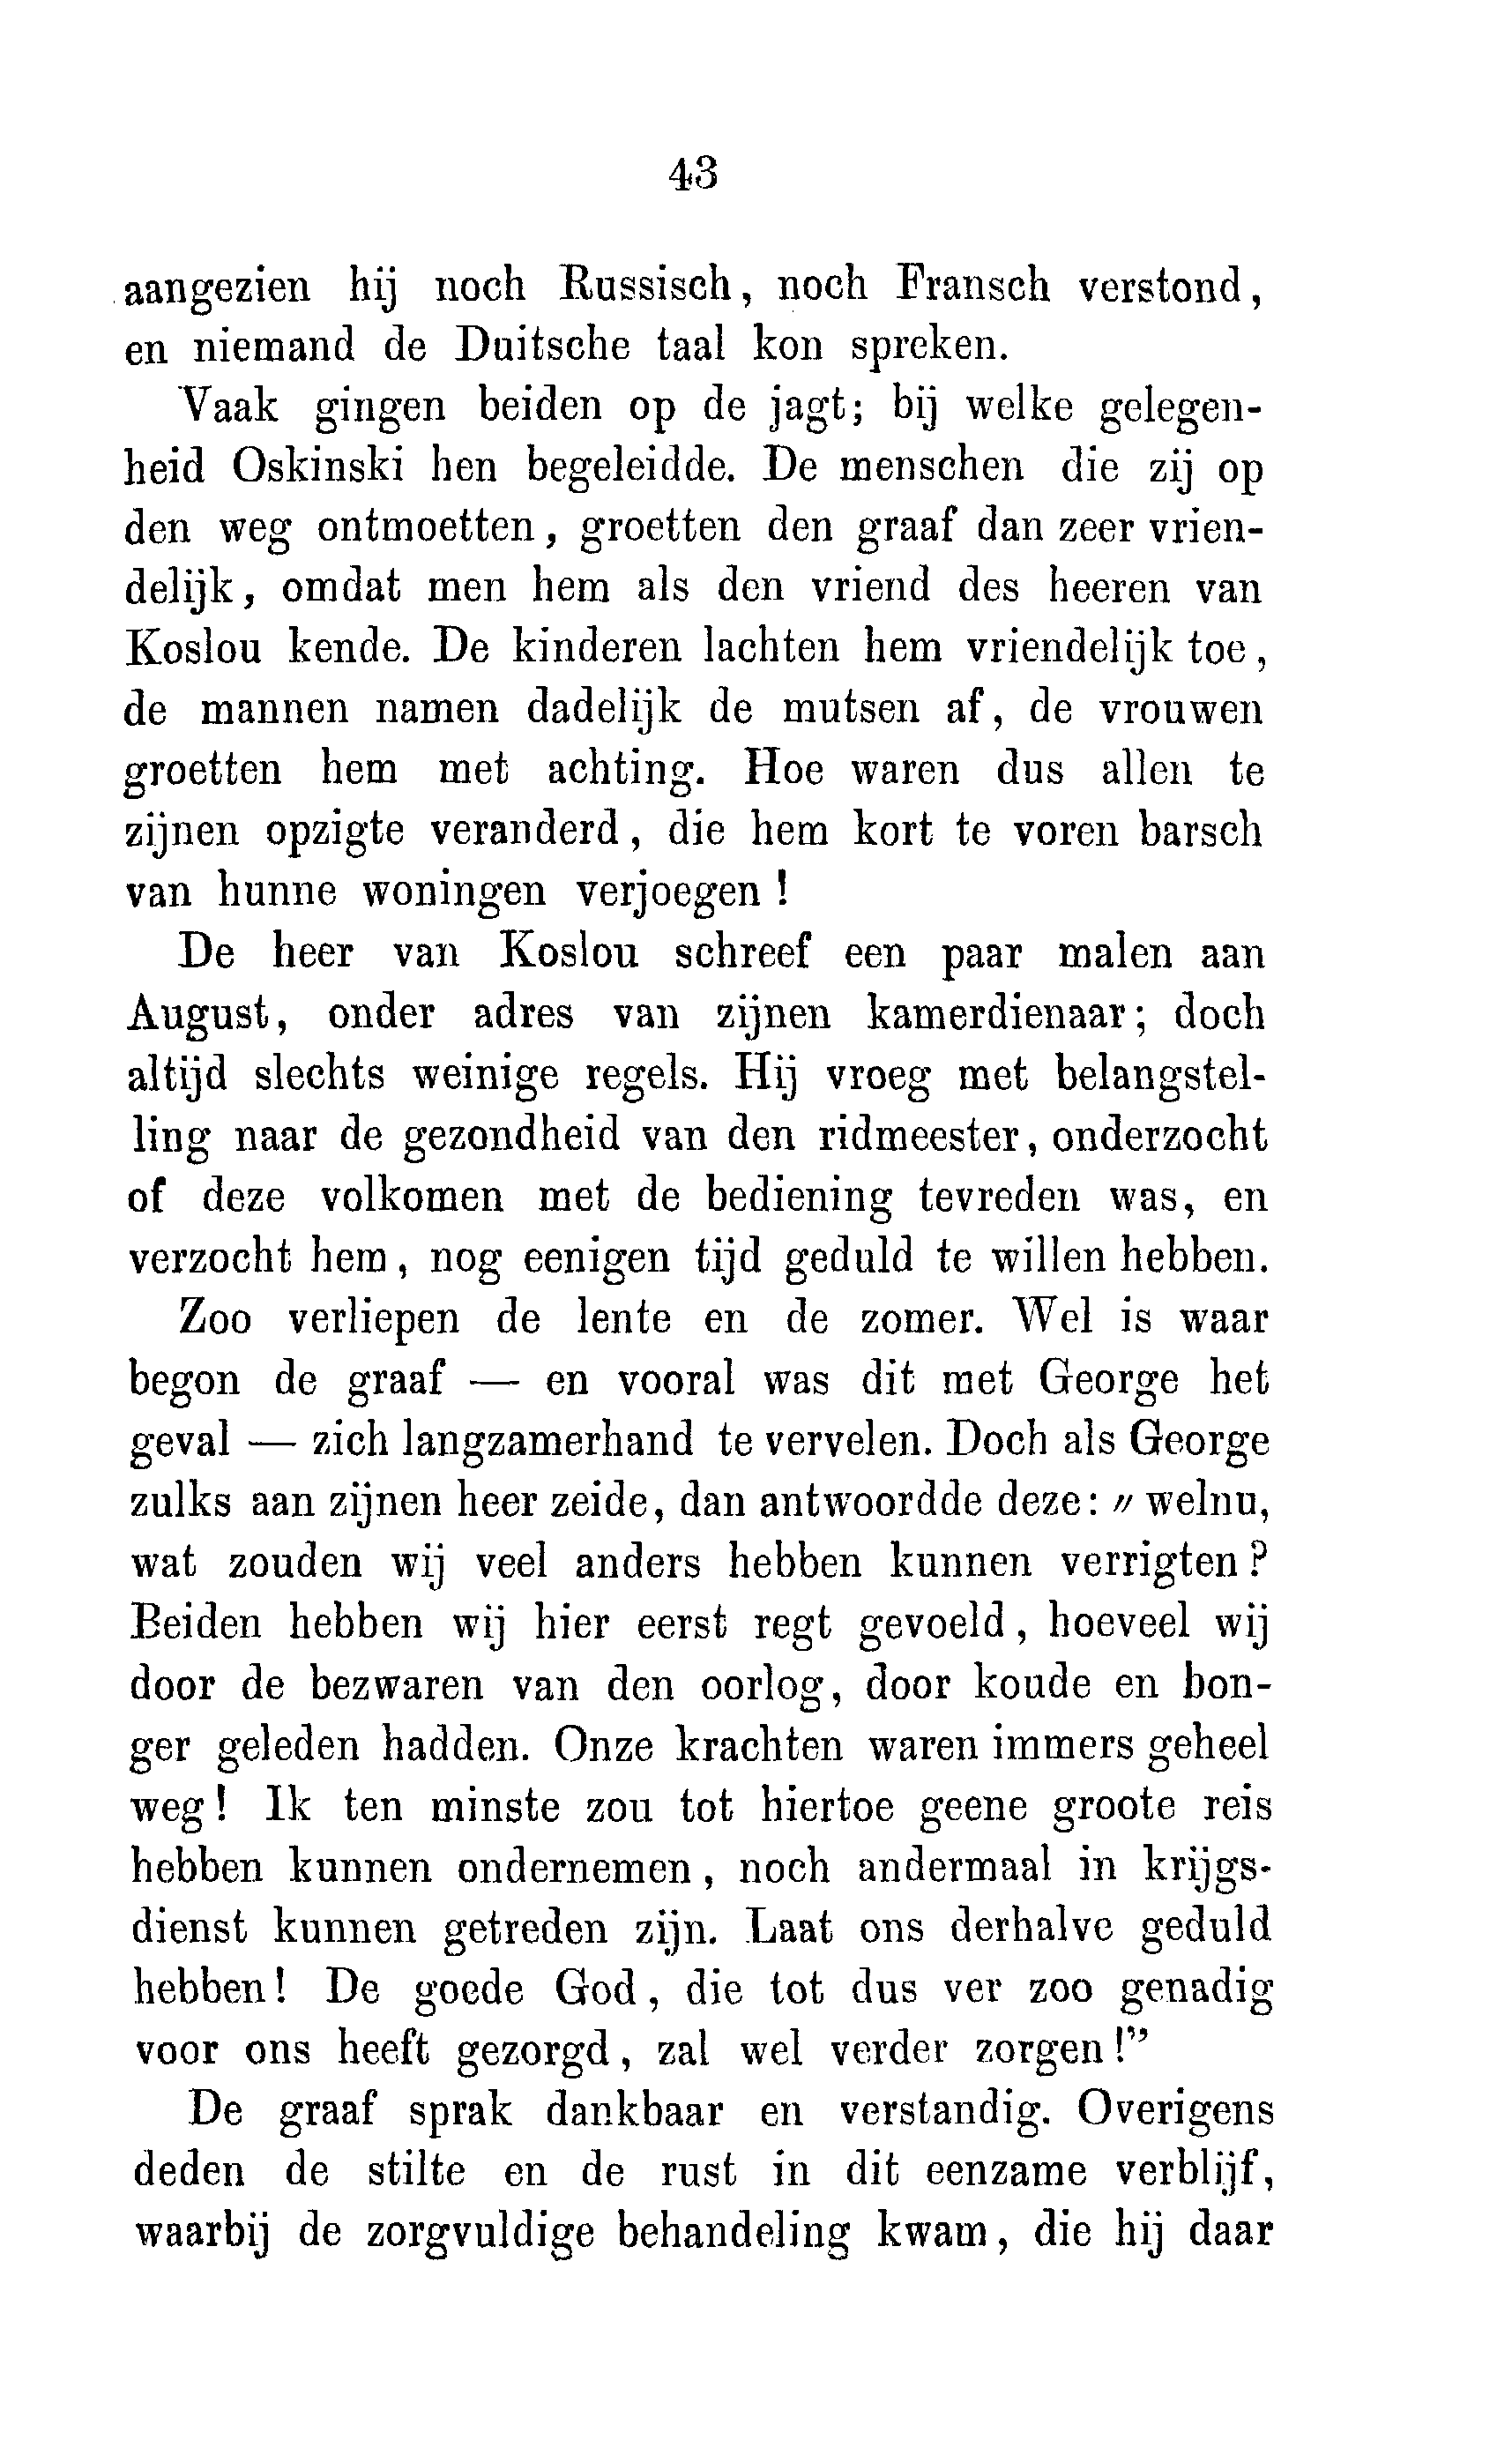 43
aangezien hij noch Russisch, noch Fransch verstond,
en niemand de Duitsche taal kon spreken.
Vaak gingen beiden op de jagt; bij welke gelegen-
heid Oskinski hen begeleidde. De menschen die zij op
den weg ontmoetten, groetten den graaf dan zeer vrien-
delijk, omdat men hem als den vriend des heeren van
Koslou kende. De kinderen lachten hem vriendelijk toe,
de mannen namen dadelijk de mutsen af, de vrouwen
groetten hem met achting. Hoe waren dus allen te
zijnen opzigte veranderd, die hem kort te voren barsch
van hunne woningen verjoegen!
De heer van Koslou schreef een paar malen aan
August, onder adres van zijnen kamerdienaar; doch
altijd slechts weinige regels. Hij vroeg met belangstel-
ling naar de gezondheid van den ridmeester, onderzocht
of deze volkomen met de bediening tevreden was, en
verzocht hem, nog eenigen tijd geduld te willen hebben.
Zoo verliepen de lente en de zomer. Wel is waar
begon de graaf — en vooral was dit met George het
geval — zich langzamerhand te vervelen. Doch als George
zulks aan zijnen heer zeide, dan antwoordde deze: „welnu,
wat zouden wij veel anders hebben kunnen verrigten?
Beiden hebben wij hier eerst regt gevoeld, hoeveel wij
door de bezwaren van den oorlog, door koude en hon-
ger geleden hadden. Onze krachten waren immers geheel
weg! Ik ten minste zou tot hiertoe geene groote reis
hebben kunnen ondernemen, noch andermaal in krijgs-
dienst kunnen getreden zijn. Laat ons derhalve geduld
hebben! De goede God, die tot dus ver zoo genadig
voor ons heeft gezorgd, zal wel verder zorgen!”
De graaf sprak dankbaar en verstandig. Overigens
deden de stilte en de rust in dit eenzame verblijf,
waarbij de zorgvuldige behandeling kwam, die hij daar